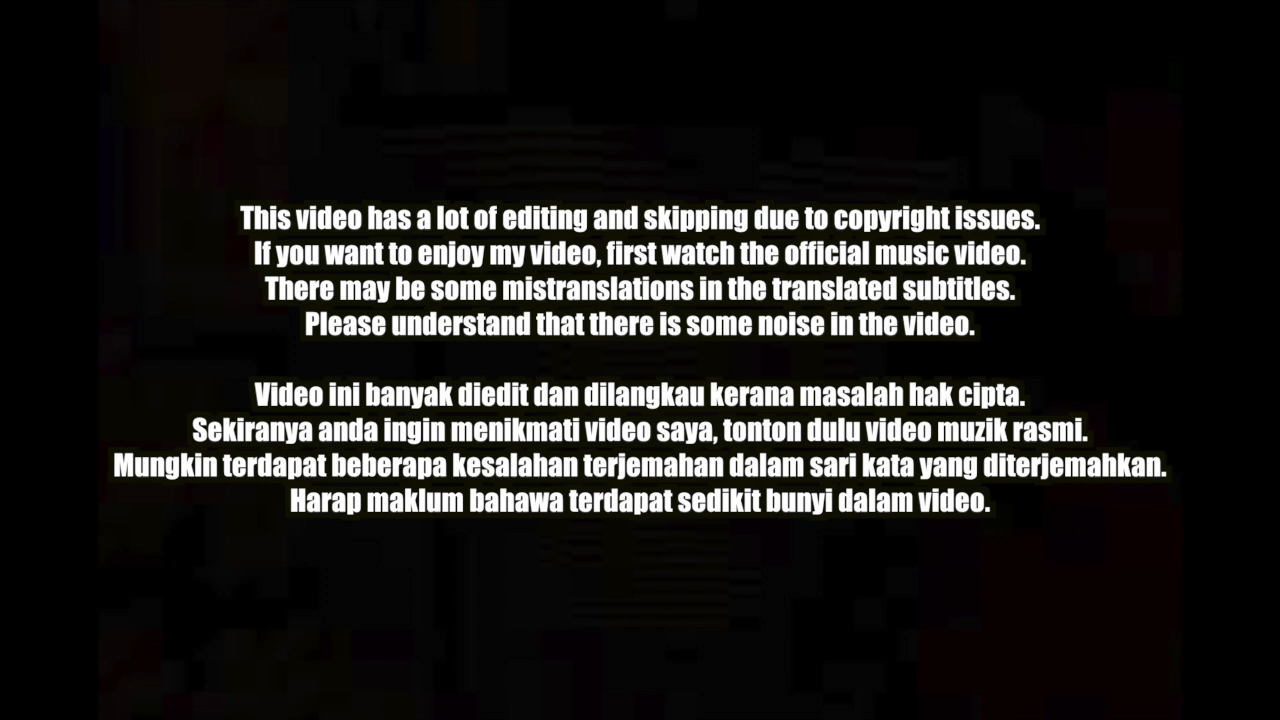 This video has a lot of editing and skipping due to copyright issues.
If you want to enjoy my video, first watch the official music video.
There may be some mistranslations in the translated subtitles.
Please understand that there is some noise in the video.
Video ini banyak diedit dan dilangkau kerana masalah hak cipta.
Sekiranya anda ingin menikmati video saya, tonton dulu video muzik rasmi.
Mungkin terdapat beberapa kesalahan terjemahan dalam sari kata yang diterjemahkan.
Harap maklum bahawa terdapat sedikit bunyi dalam video.